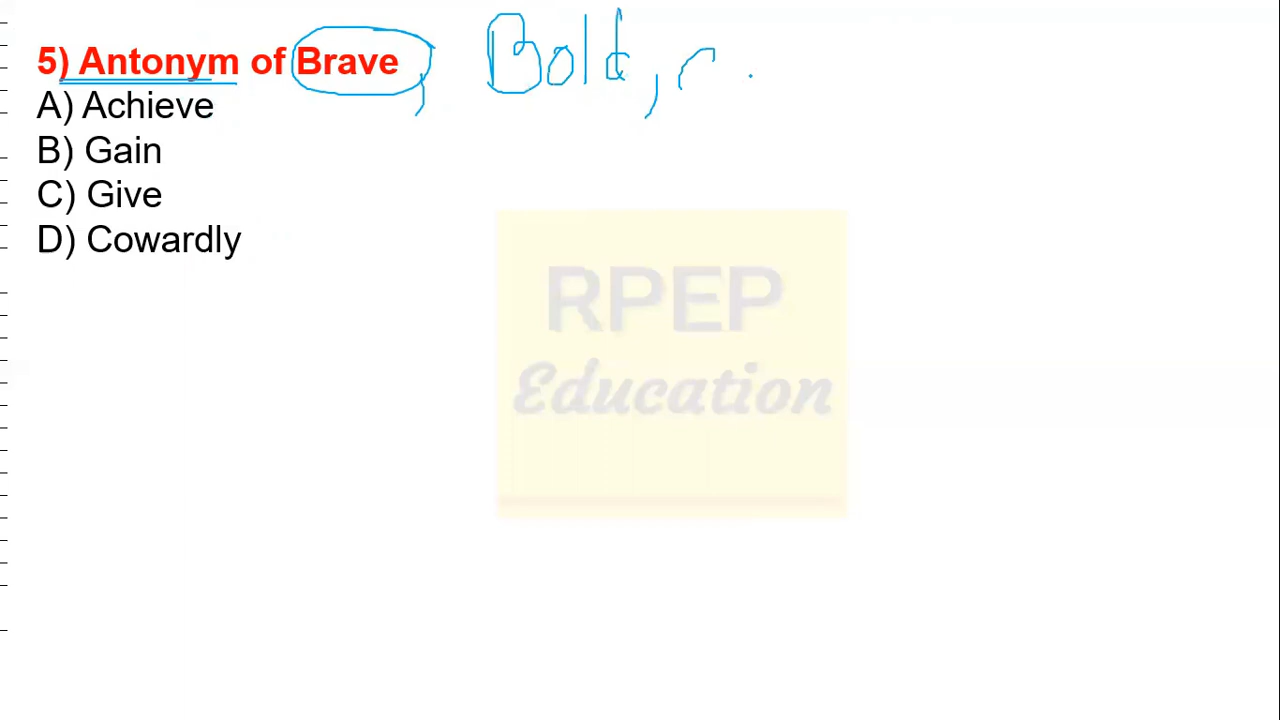 5) Antonym of Brave, Bold,
A) Achieve
B) Gain
C) Give
D) Cowardly
RPEP
Education